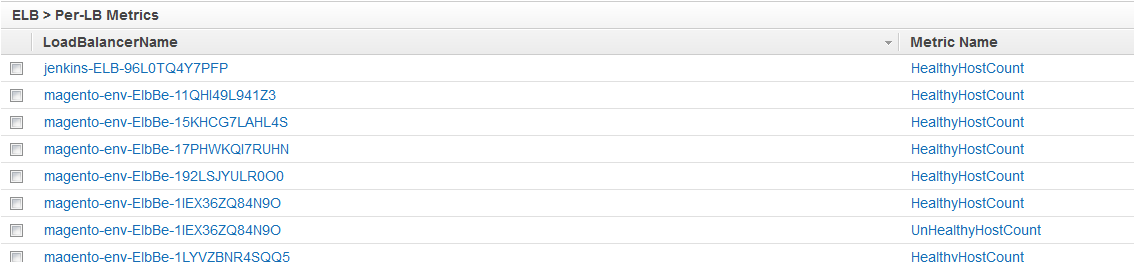 ELB > Per-LB Metrics
LoadBalancerName Metric Name
jenkins-ELB-96L0TQ4Y7PFP HealthyHostCount
magento-env-ElbBe-11QHI49L941Z3 HealthyHostCount
magento-env-ElbBe-15KHCG7LAHL4S HealthyHostCount
magento-env-ElbBe-17PHWKQI7RUHN HealthyHostCount
magento-env-ElbBe-192LSJYULR0O0 HealthyHostCount
magento-env-ElbBe-1IEX36ZQ84N9O HealthyHostCount
magento-env-ElbBe-1IEX36ZQ84N9O UnHealthyHostCount
magento-env-ElbBe-1LYVZBNR4SQQ5 HealthyHostCount